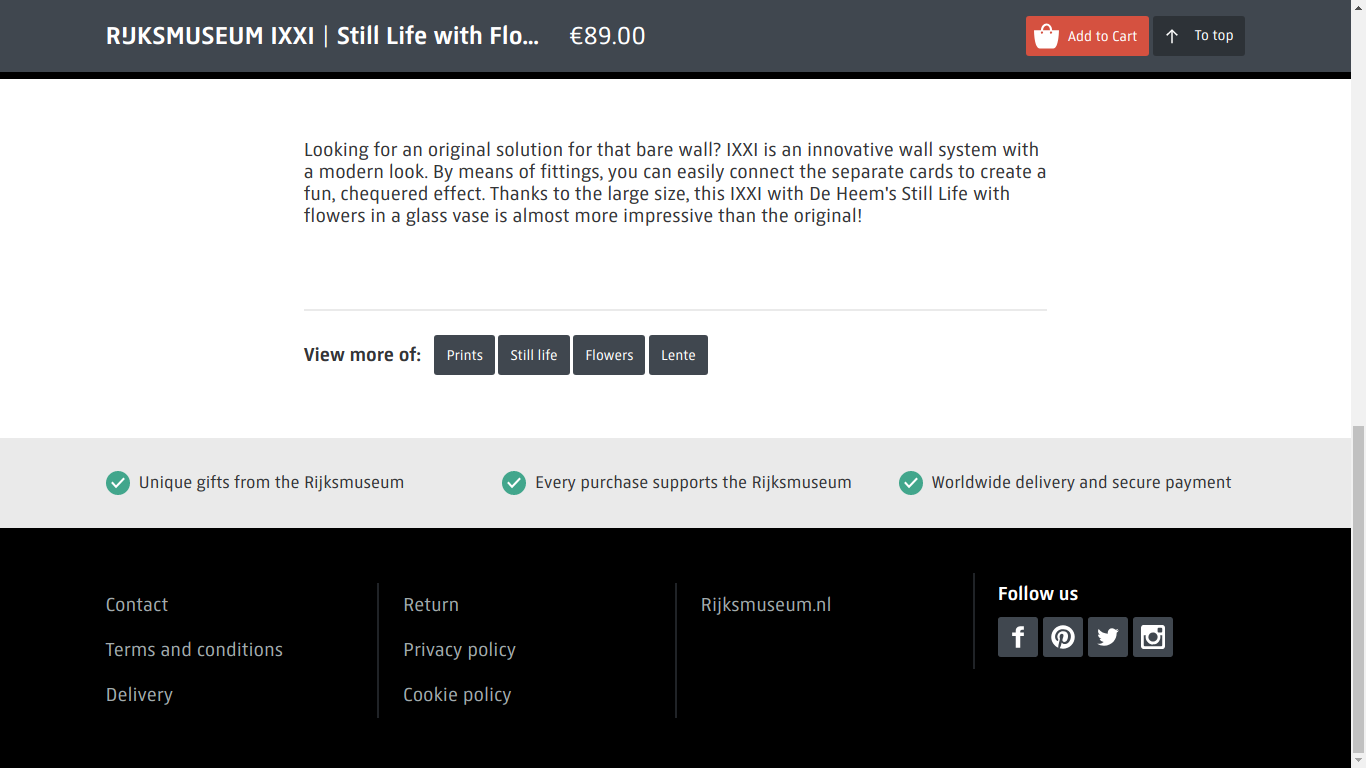 RIJKSMUSEUM IXXI | Still Life with Flo... €89.00
Add to Cart
To top
Looking for an original solution for that bare wall? IXXI is an innovative wall system with
a modern look. By means of fittings, you can easily connect the separate cards to create a
fun, chequered effect. Thanks to the large size, this IXXI with De Heem's Still Life with
flowers in a glass vase is almost more impressive than the original!
View more of: Prints Still life Flowers Lente
Unique gifts from the Rijksmuseum
Every purchase supports the Rijksmuseum
Worldwide delivery and secure payment
Contact
Terms and conditions
Delivery
Return
Privacy policy
Cookie policy
Rijksmuseum.nl
Follow us